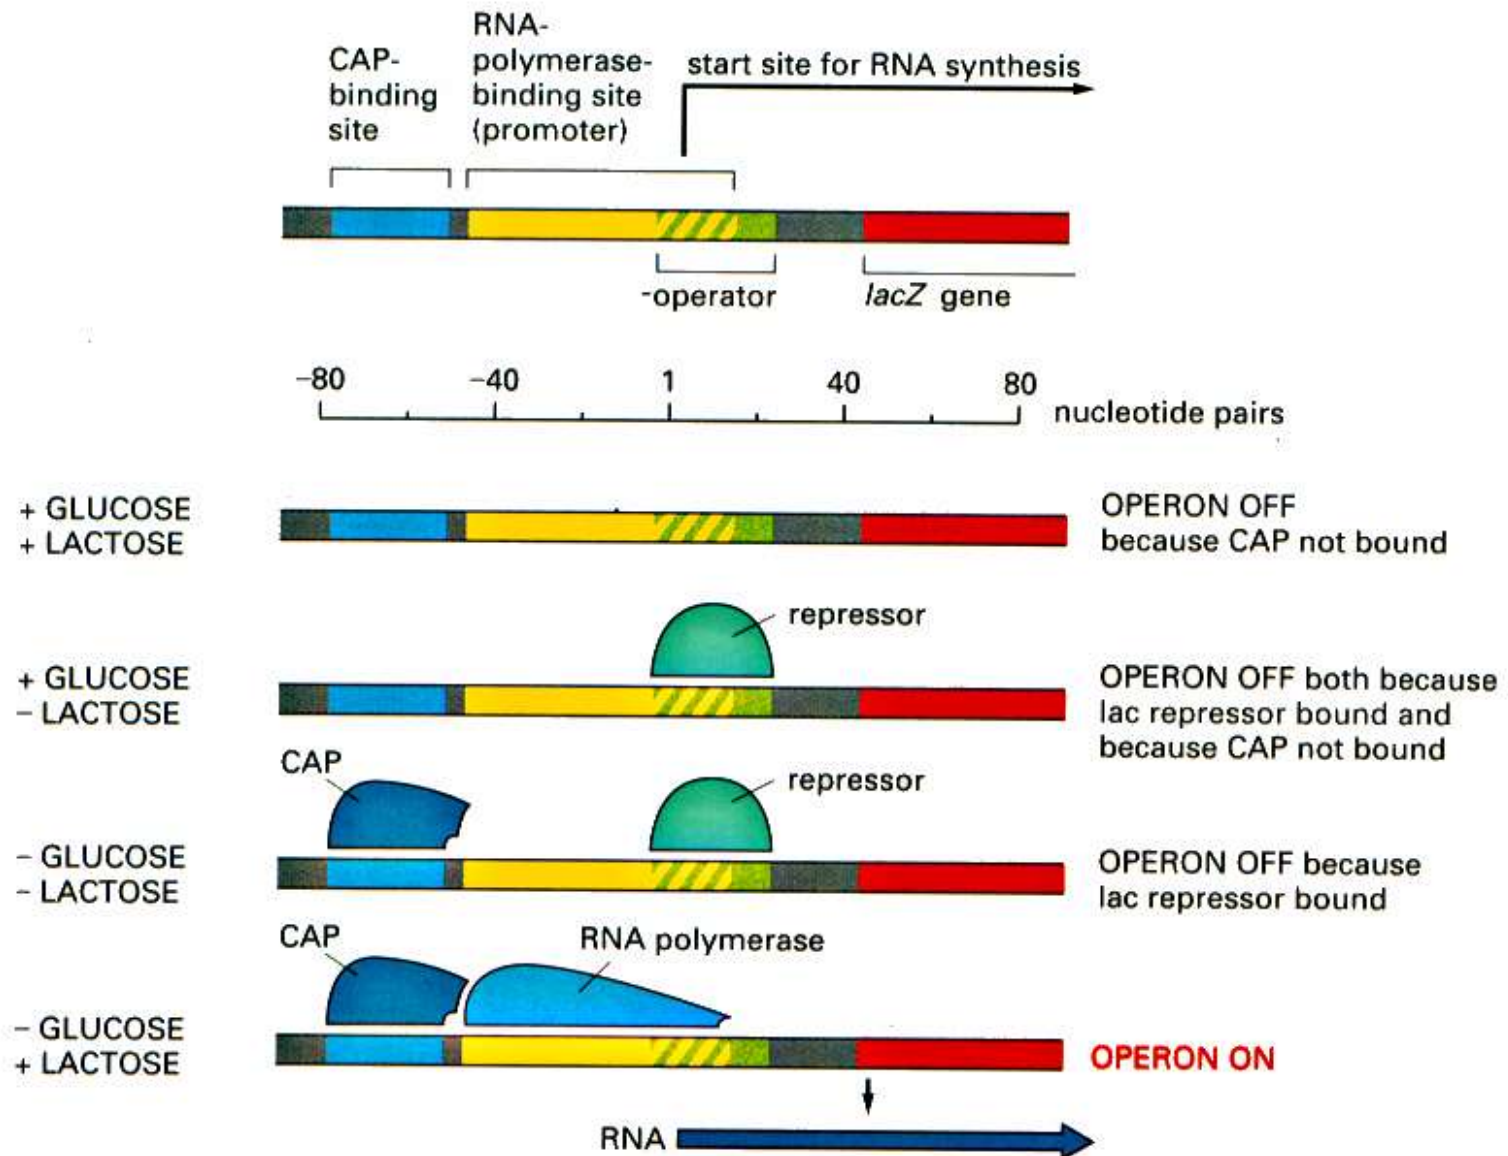 CAP-
binding
site
RNA-
polymerase-
binding site
(promoter)
start site for RNA synthesis
-operator
lacZ gene
−80
−40
1
40
80
nucleotide pairs
+ GLUCOSE
+ LACTOSE
OPERON OFF
because CAP not bound
repressor
+ GLUCOSE
− LACTOSE
OPERON OFF both because
lac repressor bound and
because CAP not bound
CAP
repressor
− GLUCOSE
− LACTOSE
OPERON OFF because
lac repressor bound
CAP
RNA polymerase
− GLUCOSE
+ LACTOSE
OPERON ON
RNA